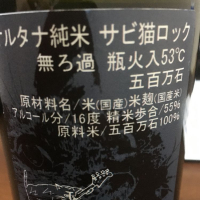 オルタナ純米 サビ猫ロック
無ろ過 瓶火入53℃
五百万石
原材料名/米(国産)米麹(国産米)
アルコール分/16度 精米歩合/55%
原料米/五百万石100%